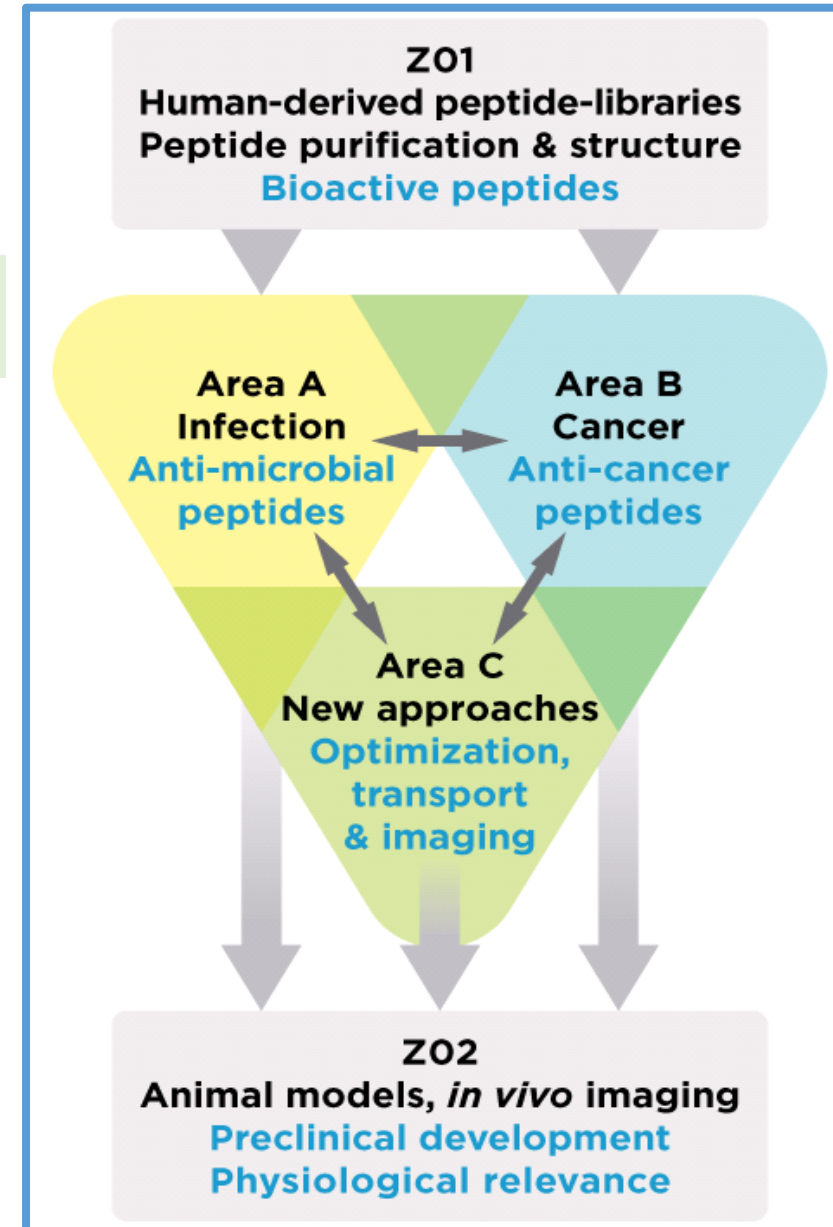 Z01
Human-derived peptide-libraries
Peptide purification & structure
Bioactive peptides
Area A
Infection
Anti-microbial
peptides
Area B
Cancer
Anti-cancer
peptides
Area C
New approaches
Optimization,
transport
& imaging
Z02
Animal models, in vivo imaging
Preclinical development
Physiological relevance